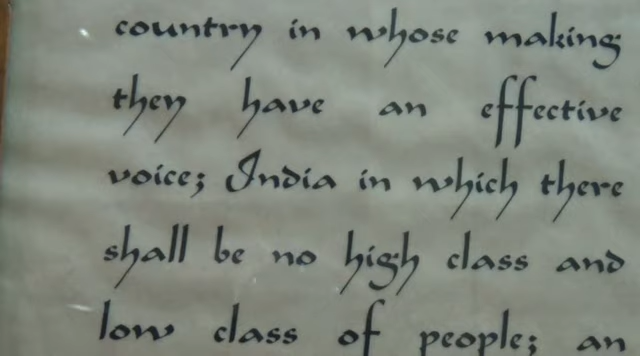 country in whose making
they have an effective
voice; India in which there
shall be no high class and
low class of people; an